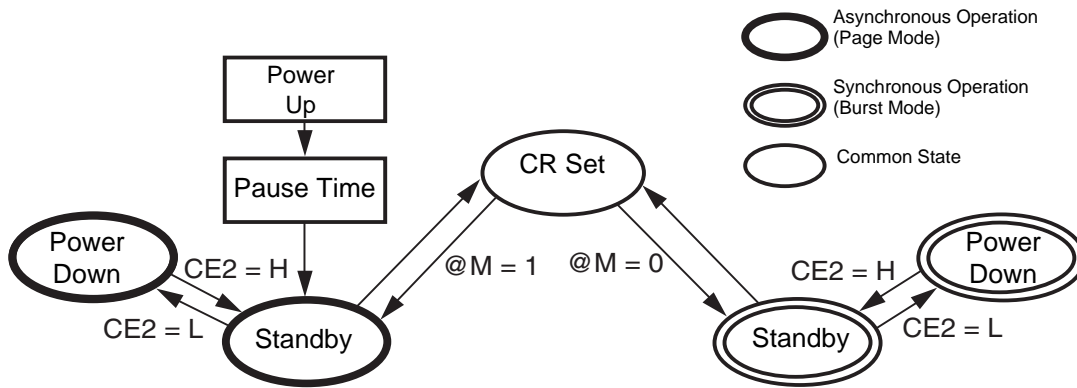 Asynchronous Operation
(Page Mode)
Synchronous Operation
(Burst Mode)
Common State
Power
Up
Pause Time
CR Set
Power
Down
CE2 = H
CE2 = L
Standby
@M = 1
@M = 0
Standby
CE2 = H
CE2 = L
Power
Down